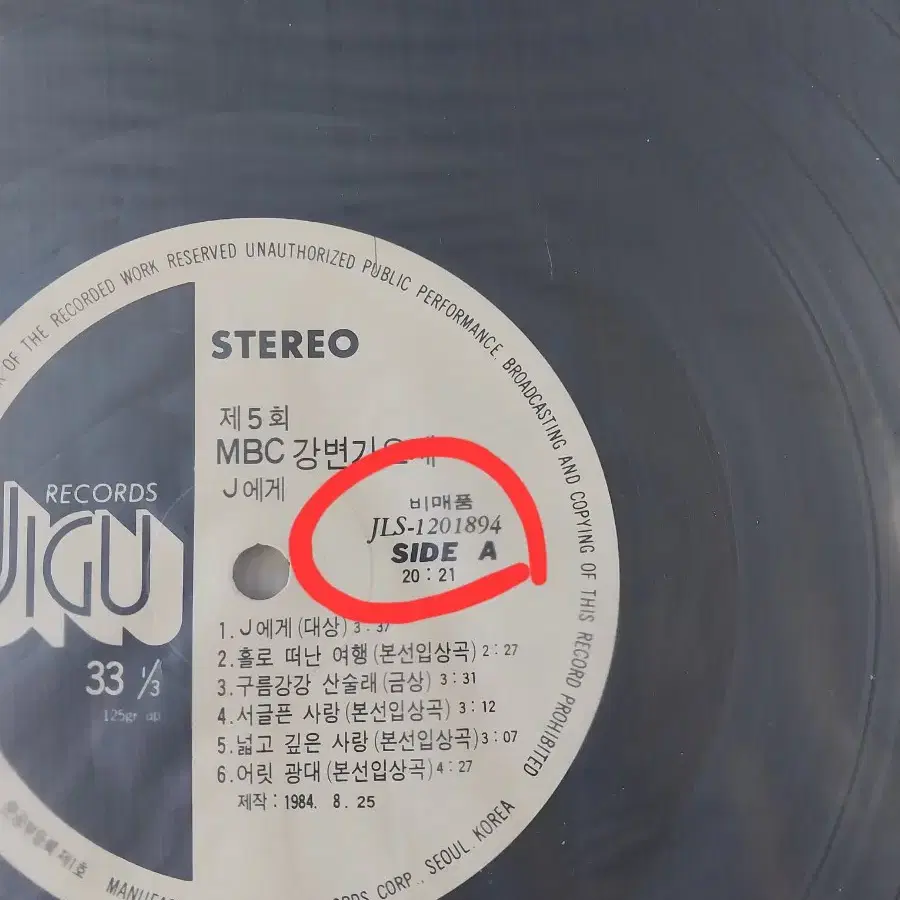 OF THE RECORDED WORK RESERVED UNAUTHORIZED PUBLIC PERFORMANCE. BROADCASTING AND COPYING OF THIS RECORD PROHIBITED
STEREO
제5회
MBC 강변가
J에게
비매품
JLS-1201894
SIDE A
20:21
RECORDS
JIGU
33 1/3
125gr
1. J에게 (대상) 3:37
2. 홀로 떠난 여행 (본선입상곡) 2:27
3. 구름강강 산술래 (금상) 3:31
4. 서글픈 사랑 (본선입상곡) 3:12
5. 넓고 깊은 사랑 (본선입상곡) 3:07
6. 어릿 광대 (본선입상곡) 4:27
제작 : 1984. 8. 25
제1호
CORP., SEOUL KOREA